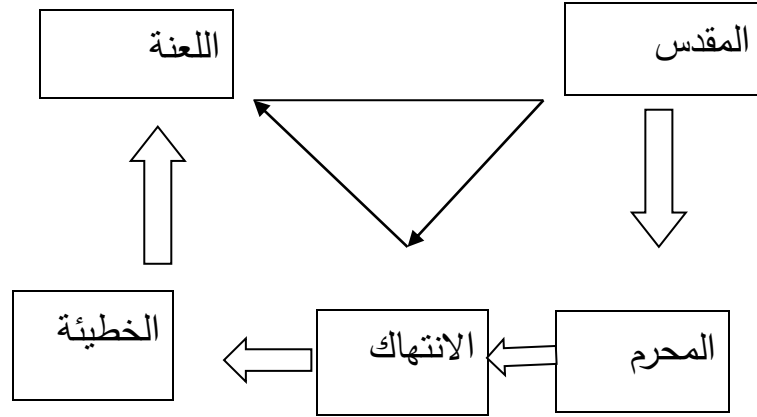 المقدس
اللعنة
المحرم
الانتهاك
الخطيئة